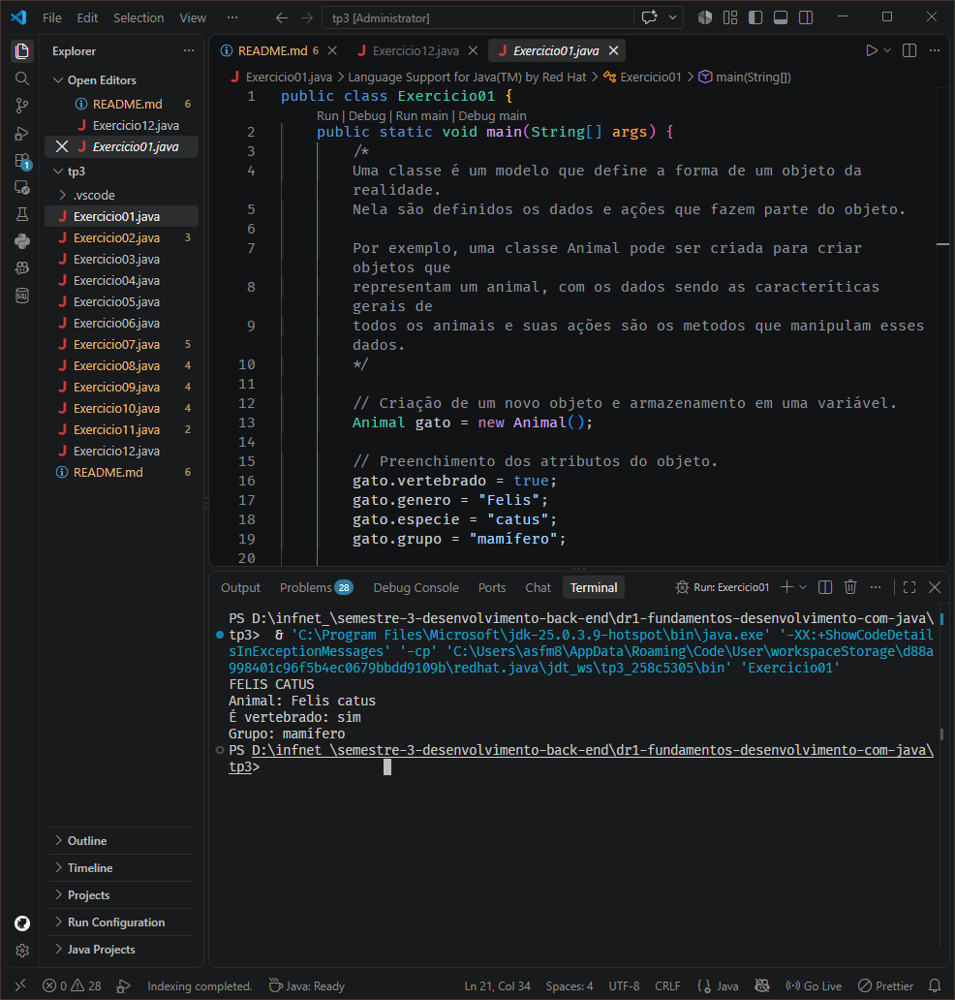 File Edit Selection View ··· tp3 [Administrator]
Explorer ···
Open Editors
README.md 6
Exercicio12.java
Exercicio01.java
tp3
.vscode
Exercicio01.java
Exercicio02.java 3
Exercicio03.java
Exercicio04.java
Exercicio05.java
Exercicio06.java
Exercicio07.java 5
Exercicio08.java 4
Exercicio09.java 4
Exercicio10.java 4
Exercicio11.java 2
Exercicio12.java
README.md 6
1
Outline
Timeline
Projects
Run Configuration
Java Projects
README.md 6 Exercicio12.java Exercicio01.java
Exercicio01.java > Language Support for Java(TM) by Red Hat > Exercicio01 > main(String[])
1 public class Exercicio01 {
Run | Debug | Run main | Debug main
2 public static void main(String[] args) {
3 /*
4 Uma classe é um modelo que define a forma de um objeto da
realidade.
5 Nela são definidos os dados e ações que fazem parte do objeto.
6
7 Por exemplo, uma classe Animal pode ser criada para criar
objetos que
8 representam um animal, com os dados sendo as caracteríticas
gerais de
9 todos os animais e suas ações são os metodos que manipulam esses
dados.
10 */
11
12 // Criação de um novo objeto e armazenamento em uma variável.
13 Animal gato = new Animal();
14
15 // Preenchimento dos atributos do objeto.
16 gato.vertebrado = true;
17 gato.genero = "Felis";
18 gato.especie = "catus";
19 gato.grupo = "mamífero";
20
Output Problems 28 Debug Console Ports Chat Terminal Run: Exercicio01
PS D:\infnet_\semestre-3-desenvolvimento-back-end\dr1-fundamentos-desenvolvimento-com-java\
tp3> & 'C:\Program Files\Microsoft\jdk-25.0.3.9-hotspot\bin\java.exe' '-XX:+ShowCodeDetail
sInExceptionMessages' '-cp' 'C:\Users\asfm8\AppData\Roaming\Code\User\workspaceStorage\d88a
998401c96f5b4ec0679bbdd9109b\redhat.java\jdt_ws\tp3_258c5305\bin' 'Exercicio01'
FELIS CATUS
Animal: Felis catus
É vertebrado: sim
Grupo: mamífero
PS D:\infnet_\semestre-3-desenvolvimento-back-end\dr1-fundamentos-desenvolvimento-com-java\
tp3>
0 28 Indexing completed. Java: Ready Ln 21, Col 34 Spaces: 4 UTF-8 CRLF {} Java Go Live Prettier